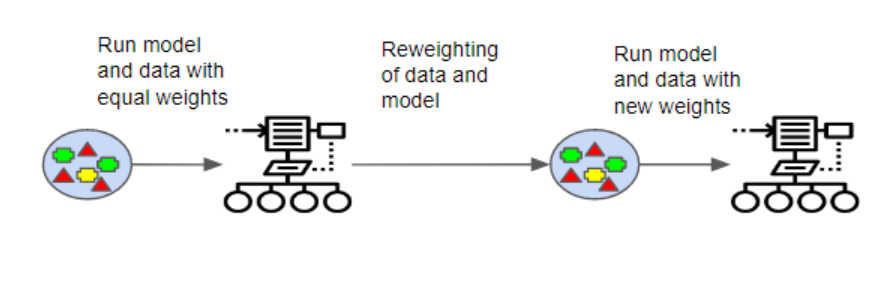 Run model
and data with
equal weights
Reweighting
of data and
model
Run model
and data with
new weights